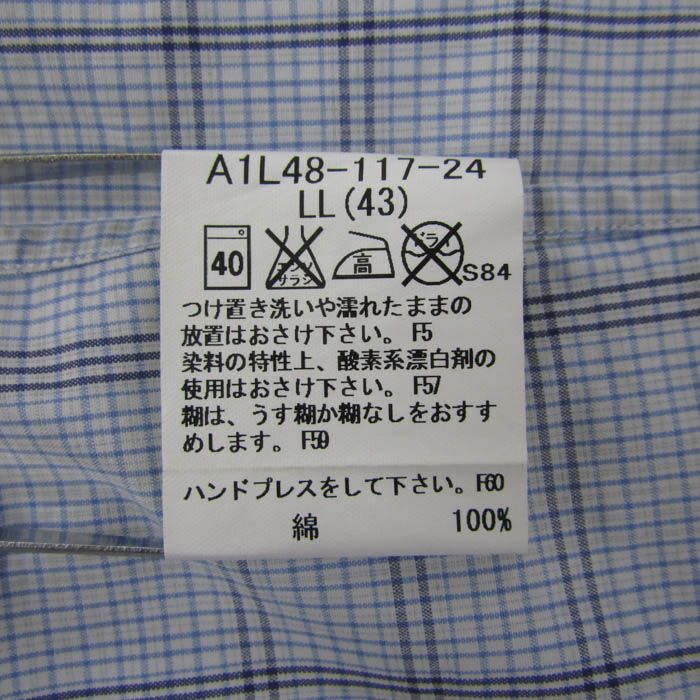 A1L48-117-24
LL(43)
40 エンソ サラシ 高 ドライ S84
つけ置き洗いや濡れたままの
放置はおさけ下さい。F5
染料の特性上、酸素系漂白剤の
使用はおさけ下さい。F57
糊は、うす糊か糊なしをおすす
めします。F59
ハンドプレスをして下さい。F60
綿 100%